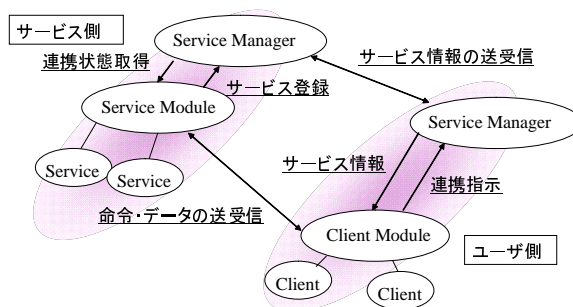 サービス側
Service Manager
連携状態取得
サービス登録
サービス情報の送受信
Service Module
Service Manager
Service
Service
サービス情報
連携指示
命令・データの送受信
Client Module
ユーザ側
Client
Client